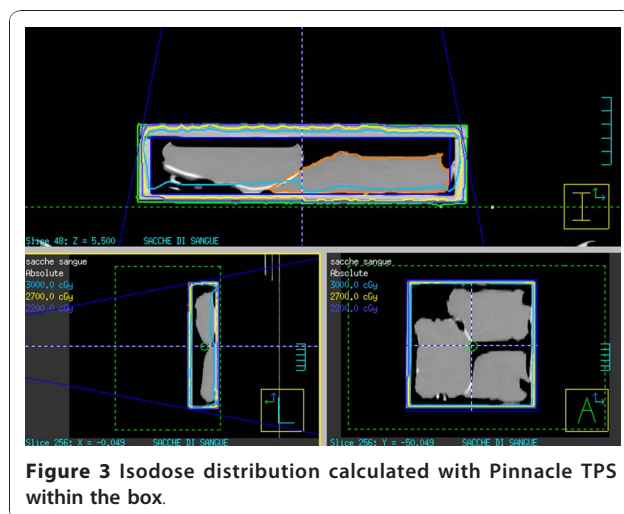 Slice 48: Z = 5.500 SACCHE DI SANGUE
I
sacche sangue
Absolute
3000.0 cGy
2700.0 cGy
2200.0 cGy
L
Slice 256: X = -0.049 SACCHE DI SANGUE
sacche sangue
Absolute
3000.0 cGy
2700.0 cGy
2200.0 cGy
A
Slice 256: Y = -50.049 SACCHE DI SANGUE
Figure 3 Isodose distribution calculated with Pinnacle TPS
within the box.